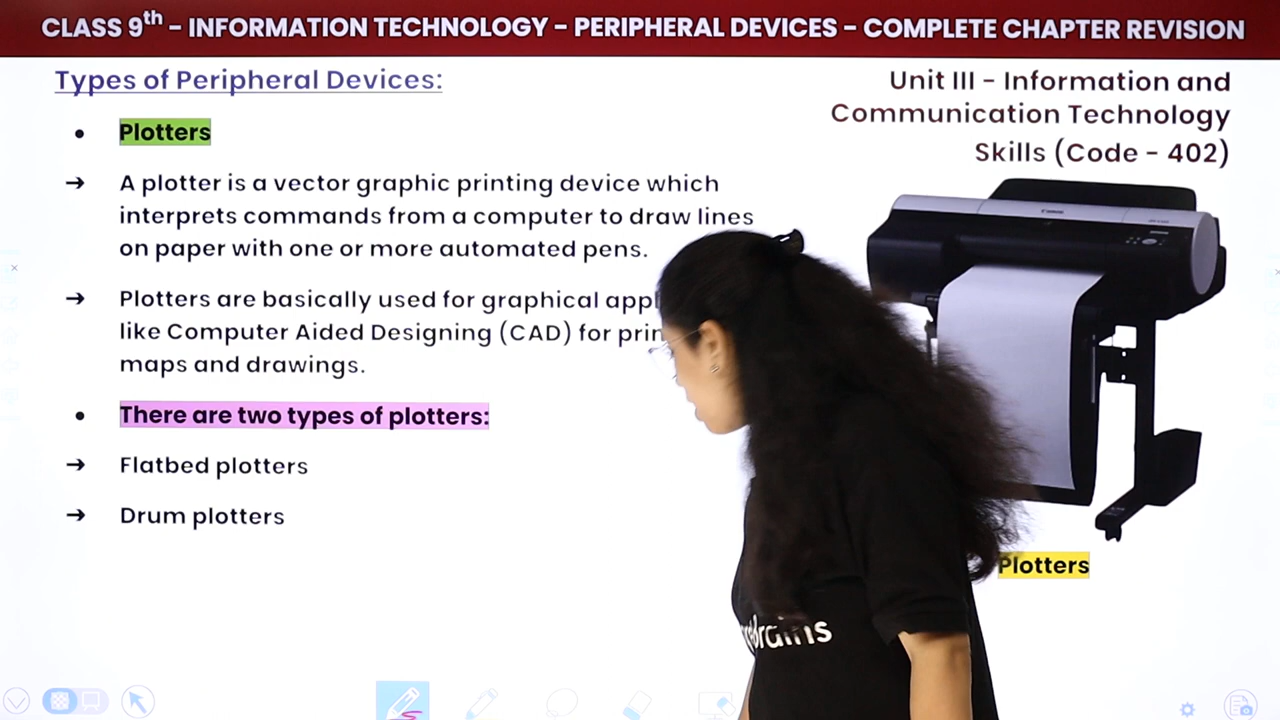 CLASS 9th - INFORMATION TECHNOLOGY - PERIPHERAL DEVICES - COMPLETE CHAPTER REVISION
Types of Peripheral Devices:
Unit III - Information and
Communication Technology
Skills (Code - 402)
• Plotters
→ A plotter is a vector graphic printing device which
interprets commands from a computer to draw lines
on paper with one or more automated pens.
→ Plotters are basically used for graphical
like Computer Aided Designing (CAD) for
maps and drawings.
• There are two types of plotters:
→ Flatbed plotters
→ Drum plotters
Canon
Plotters